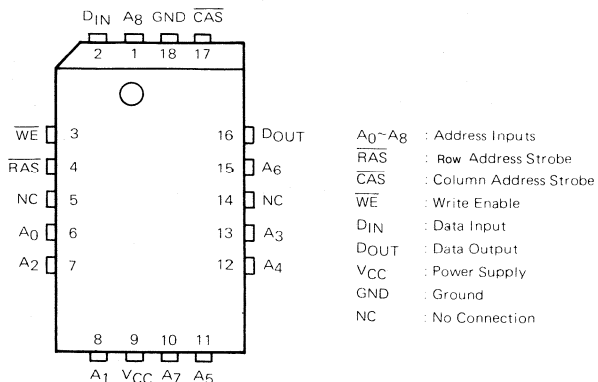 DIN A8 GND CAS
2 1 18 17
WE 3 16 DOUT
RAS 4 15 A6
NC 5 14 NC
A0 6 13 A3
A2 7 12 A4
8 9 10 11
A1 VCC A7 A5
A0~A8 : Address Inputs
RAS : Row Address Strobe
CAS : Column Address Strobe
WE : Write Enable
DIN : Data Input
DOUT : Data Output
VCC : Power Supply
GND : Ground
NC : No Connection